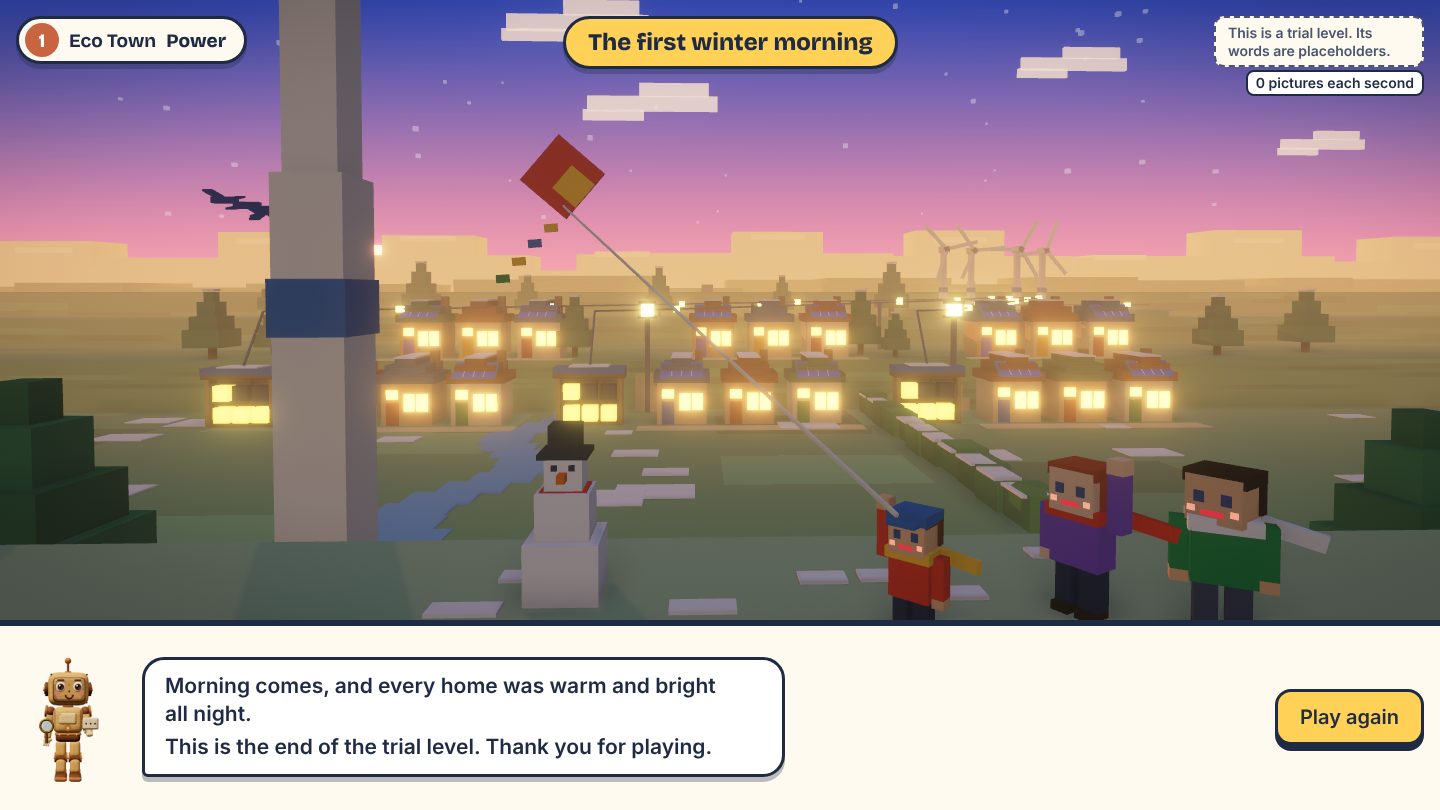 1 Eco Town Power
The first winter morning
This is a trial level. Its
words are placeholders.
0 pictures each second
Morning comes, and every home was warm and bright
all night.
This is the end of the trial level. Thank you for playing.
Play again